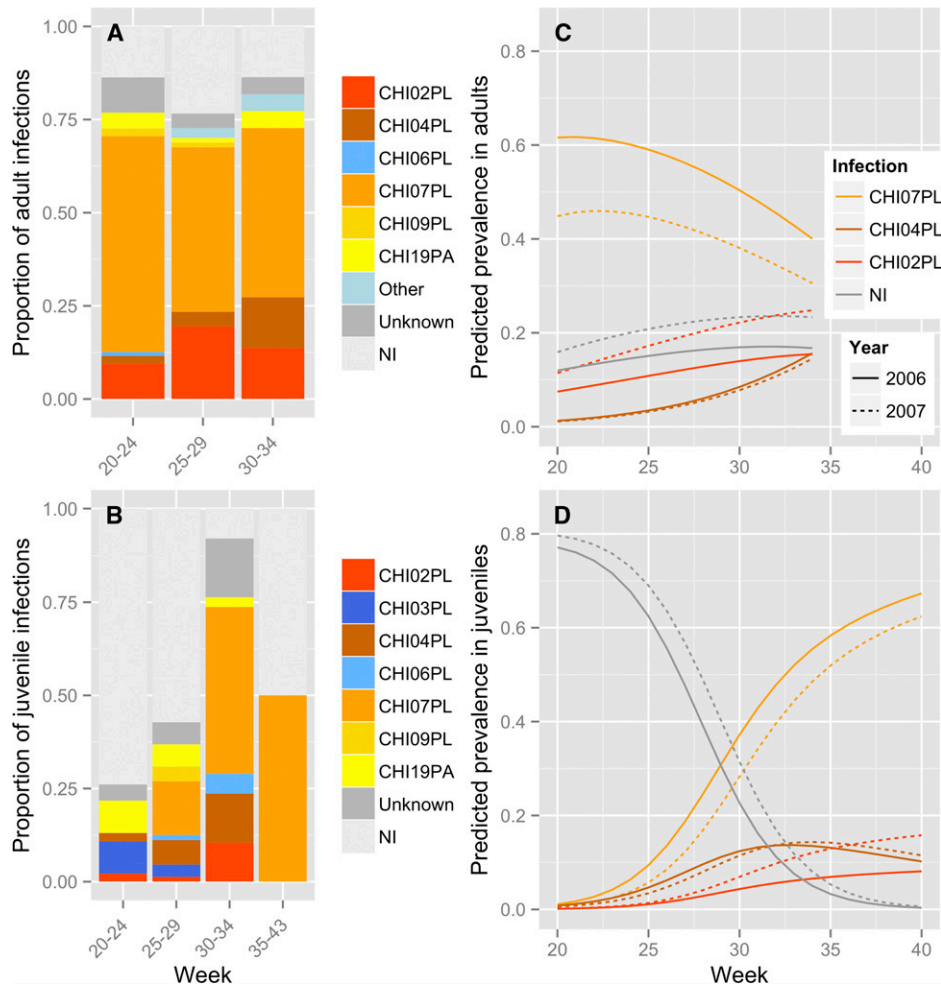 A
Proportion of adult infections
1.00
0.75
0.50
0.25
0.00
20-24
25-29
30-34
CHI02PL
CHI04PL
CHI06PL
CHI07PL
CHI09PL
CHI19PA
Other
Unknown
NI
C
Predicted prevalence in adults
0.8
0.6
0.4
0.2
0.0
20
25
30
35
40
Infection
CHI07PL
CHI04PL
CHI02PL
NI
Year
2006
2007
B
Proportion of juvenile infections
1.00
0.75
0.50
0.25
0.00
20-24
25-29
30-34
35-43
Week
CHI02PL
CHI03PL
CHI04PL
CHI06PL
CHI07PL
CHI09PL
CHI19PA
Unknown
NI
D
Predicted prevalence in juveniles
0.8
0.6
0.4
0.2
0.0
20
25
30
35
40
Week